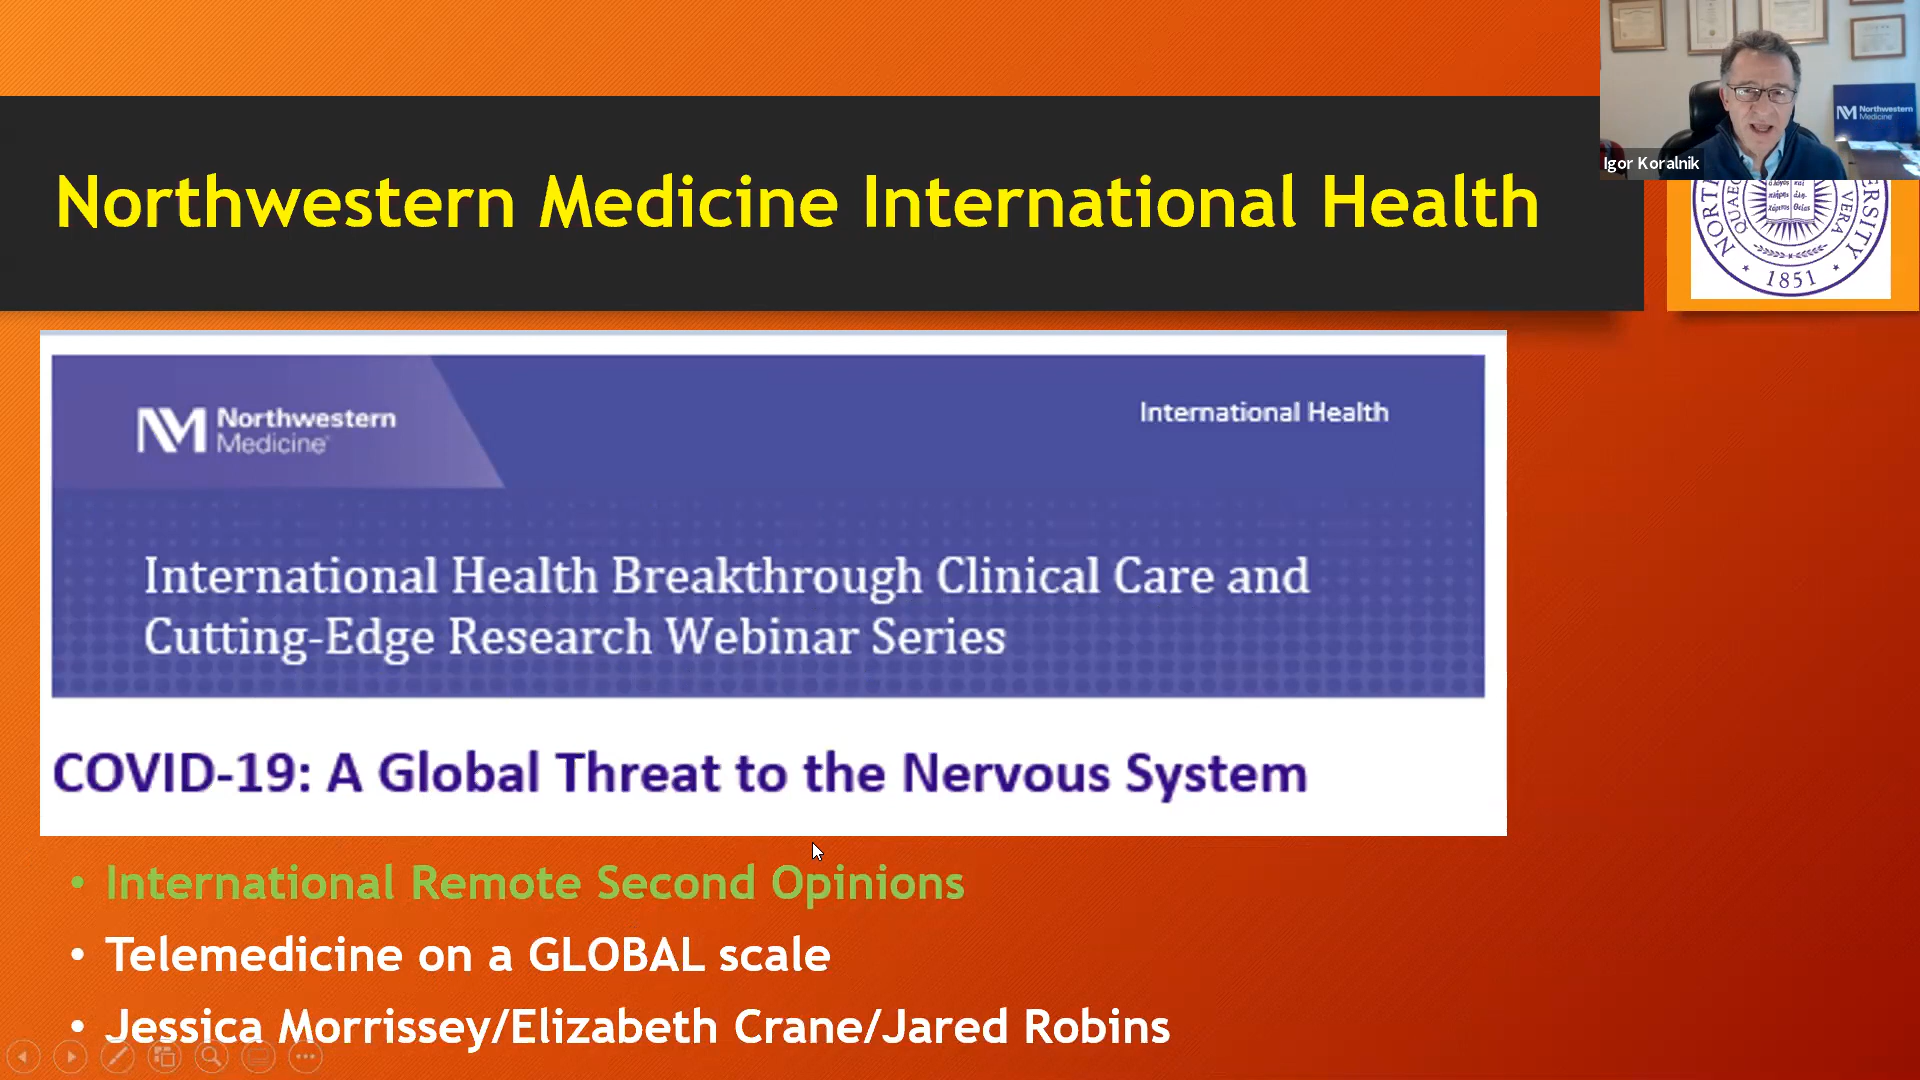 Northwestern Medicine International Health
Northwestern
Medicine
Igor Koralnik
1851
Northwestern
Medicine
International Health
International Health Breakthrough Clinical Care and
Cutting-Edge Research Webinar Series
COVID-19: A Global Threat to the Nervous System
• International Remote Second Opinions
• Telemedicine on a GLOBAL scale
• Jessica Morrissey/Elizabeth Crane/Jared Robins